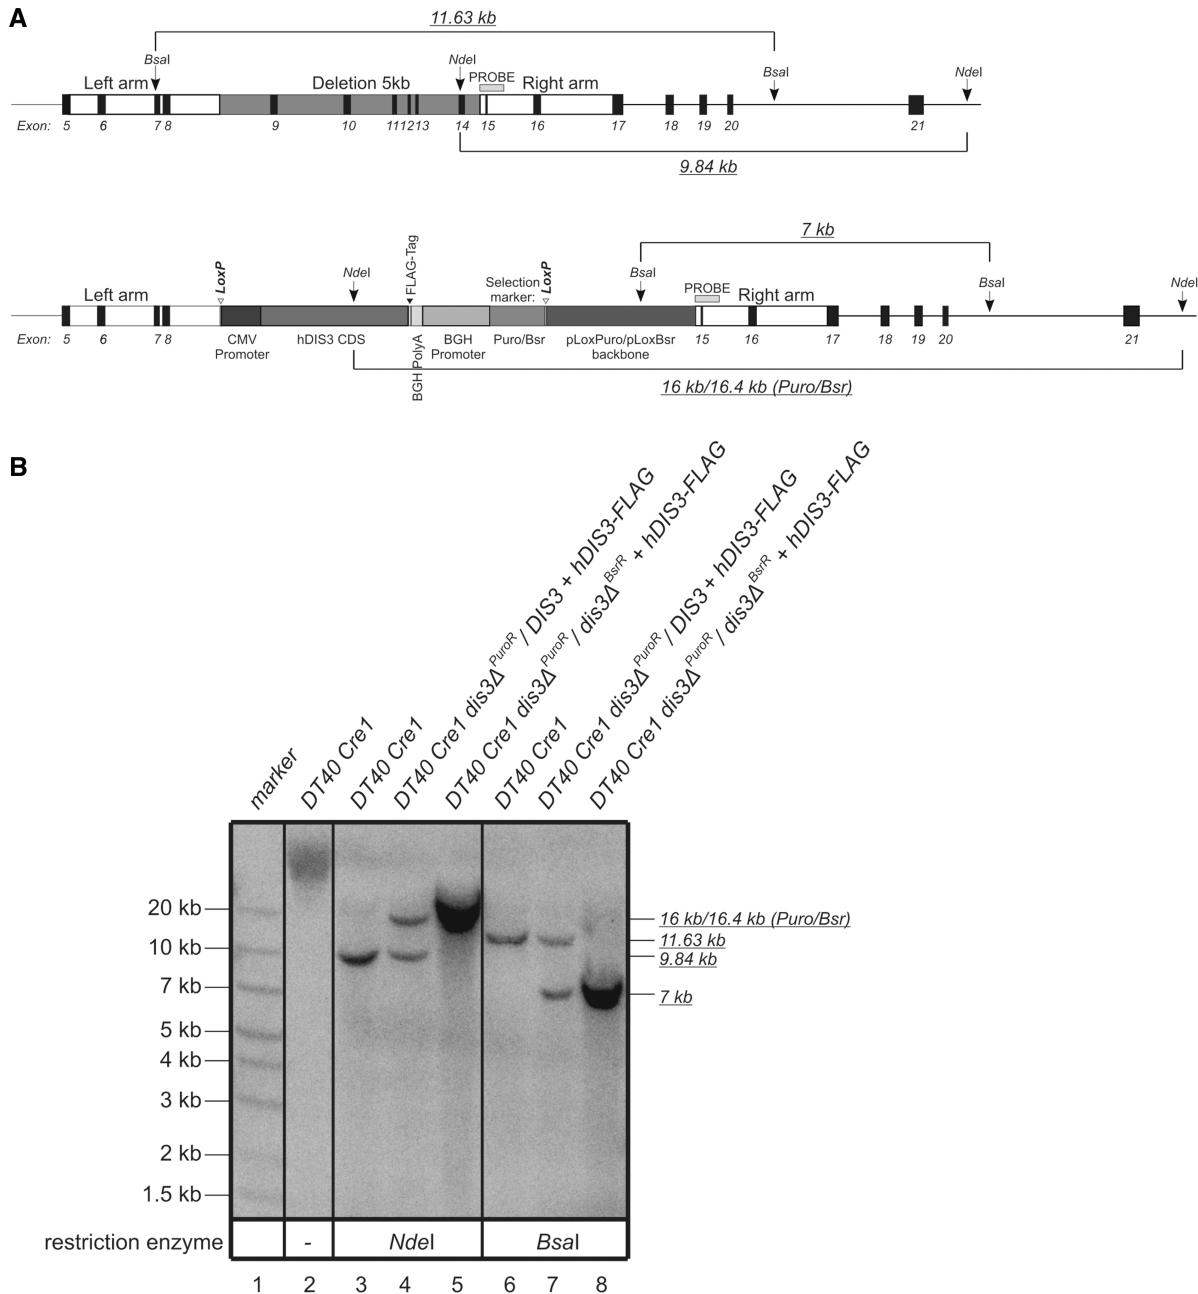 A
11.63 kb
BsaI
NdeI
Left arm
Deletion 5kb
PROBE
Right arm
BsaI
NdeI
Exon: 5 6 7 8 9 10 11 12 13 14 15 16 17 18 19 20 21
9.84 kb
7 kb
LoxP
NdeI
FLAG-Tag
Selection
marker:
LoxP
BsaI
PROBE
BsaI
NdeI
Left arm
Right arm
Exon: 5 6 7 8
CMV
Promoter
hDIS3 CDS
BGH PolyA
BGH
Promoter
Puro/Bsr
pLoxPuro/pLoxBsr
backbone
15 16 17 18 19 20 21
16 kb/16.4 kb (Puro/Bsr)
B
marker
DT40 Cre1
DT40 Cre1
DT40 Cre1 dis3Δ^PuroR / DIS3 + hDIS3-FLAG
DT40 Cre1 dis3Δ^PuroR / dis3Δ^BsrR + hDIS3-FLAG
DT40 Cre1
DT40 Cre1 dis3Δ^PuroR / DIS3 + hDIS3-FLAG
DT40 Cre1 dis3Δ^PuroR / dis3Δ^BsrR + hDIS3-FLAG
20 kb
10 kb
7 kb
5 kb
4 kb
3 kb
2 kb
1.5 kb
16 kb/16.4 kb (Puro/Bsr)
11.63 kb
9.84 kb
7 kb
restriction enzyme - NdeI BsaI
1 2 3 4 5 6 7 8